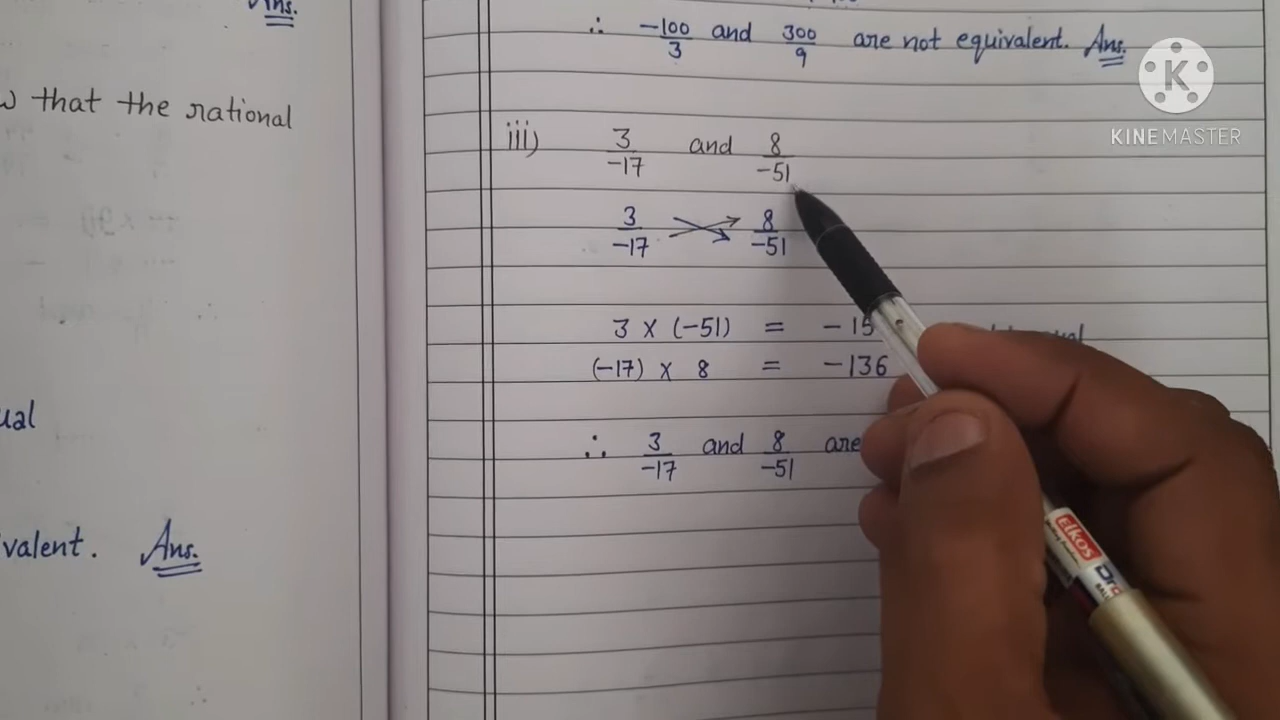 Ans.
w that the rational
ual
valent. Ans.
∴ -100/3 and 300/9 are not equivalent. Ans.
KINEMASTER
iii) 3/-17 and 8/-51
3/-17 8/-51
3 × (-51) = -15
(-17) × 8 = -136
∴ 3/-17 and 8/-51 are
Elkos